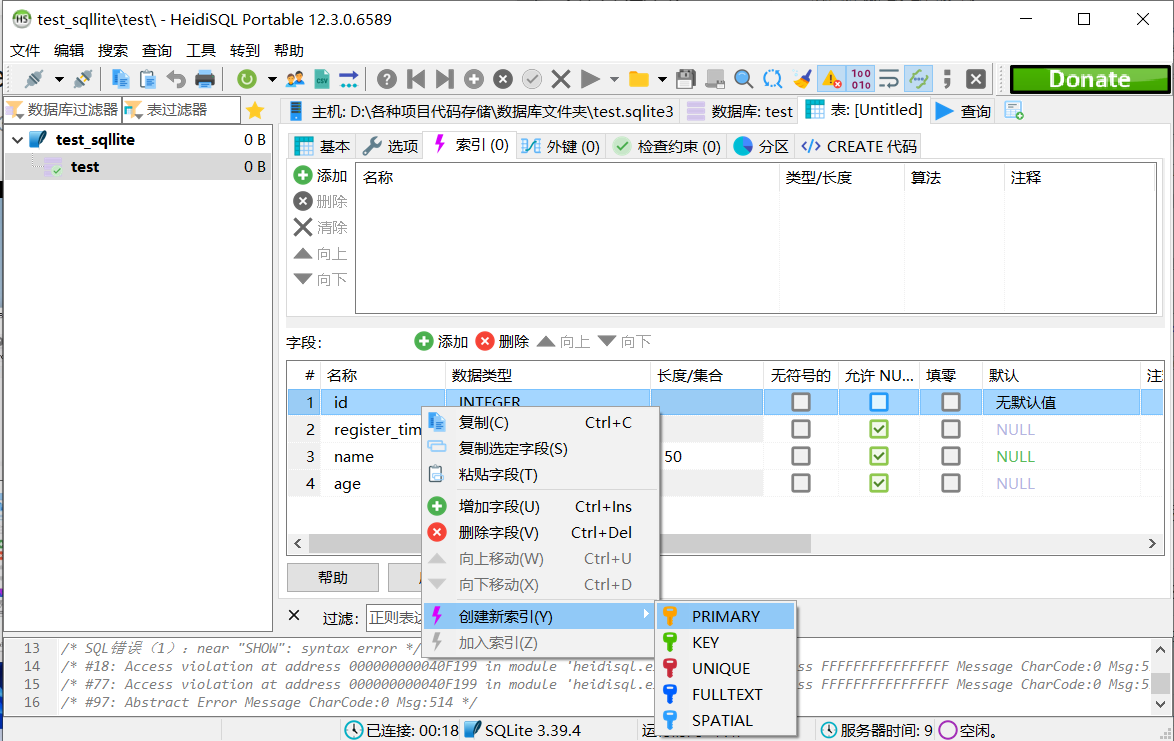 test_sqllite\test\ - HeidiSQL Portable 12.3.0.6589
文件 编辑 搜索 查询 工具 转到 帮助
Donate
数据库过滤器 表过滤器
主机: D:\各种项目代码存储\数据库文件夹\test.sqlite3 数据库: test 表: [Untitled] 查询
test_sqllite 0 B
test 0 B
基本 选项 索引 (0) 外键 (0) 检查约束 (0) 分区 CREATE 代码
添加
删除
清除
向上
向下
名称 类型/长度 算法 注释
字段: 添加 删除 向上 向下
# 名称 数据类型 长度/集合 无符号的 允许 NU... 填零 默认 注
1 id INTEGER 无默认值
2 register_tim NULL
3 name 50 NULL
4 age NULL
复制(C) Ctrl+C
复制选定字段(S)
粘贴字段(T)
增加字段(U) Ctrl+Ins
删除字段(V) Ctrl+Del
向上移动(W) Ctrl+U
向下移动(X) Ctrl+D
创建新索引(Y)
加入索引(Z)
PRIMARY
KEY
UNIQUE
FULLTEXT
SPATIAL
帮助
过滤: 正则表达
13 /* SQL错误（1）：near "SHOW": syntax error */
14 /* #18: Access violation at address 000000000040F199 in module 'heidisql.e ss FFFFFFFFFFFFFFFF Message CharCode:0 Msg:5
15 /* #77: Access violation at address 000000000040F199 in module 'heidisql.e ss FFFFFFFFFFFFFFFF Message CharCode:0 Msg:5
16 /* #97: Abstract Error Message CharCode:0 Msg:514 */
已连接: 00:18 SQLite 3.39.4 服务器时间: 9 空闲。